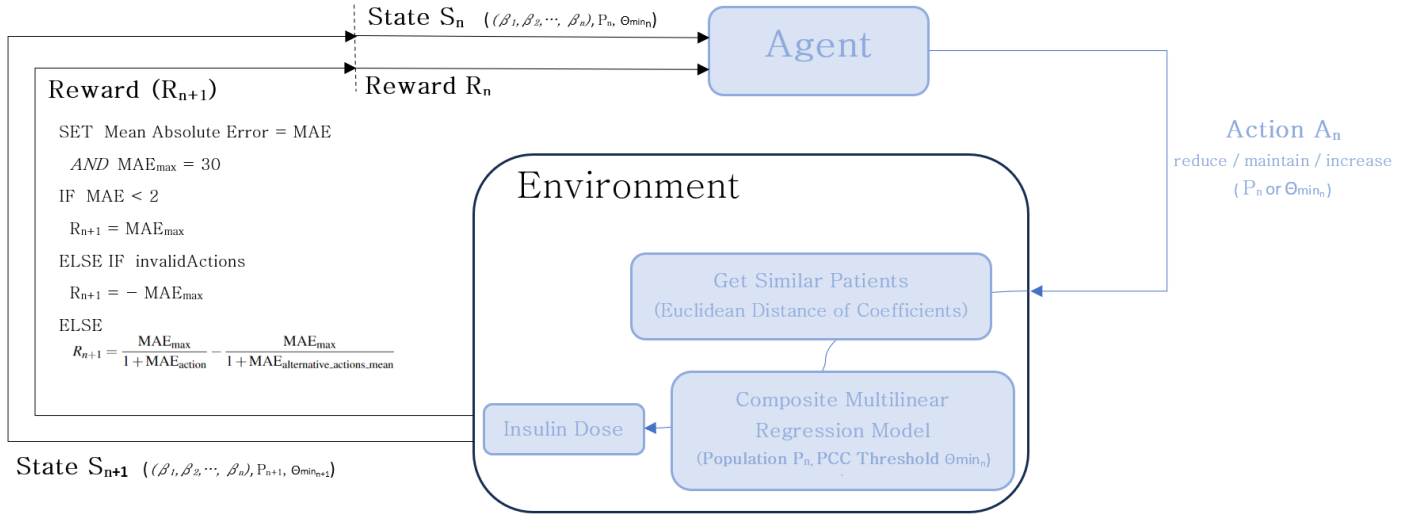 State Sₙ ((β₁, β₂, ⋯, βₙ), Pₙ, Θminₙ)
Agent
Reward Rₙ
Reward (Rₙ₊₁)
SET Mean Absolute Error = MAE
AND MAEmax = 30
IF MAE < 2
Rₙ₊₁ = MAEmax
ELSE IF invalidActions
Rₙ₊₁ = − MAEmax
ELSE
Rₙ₊₁ = MAEmax / (1 + MAEaction) − MAEmax / (1 + MAEalternative_actions_mean)
Action Aₙ
reduce / maintain / increase
( Pₙ or Θminₙ)
Environment
Get Similar Patients
(Euclidean Distance of Coefficients)
Composite Multilinear
Regression Model
(Population Pₙ, PCC Threshold Θminₙ)
Insulin Dose
State Sₙ₊₁ ((β₁, β₂, ⋯, βₙ), Pₙ₊₁, Θminₙ₊₁)